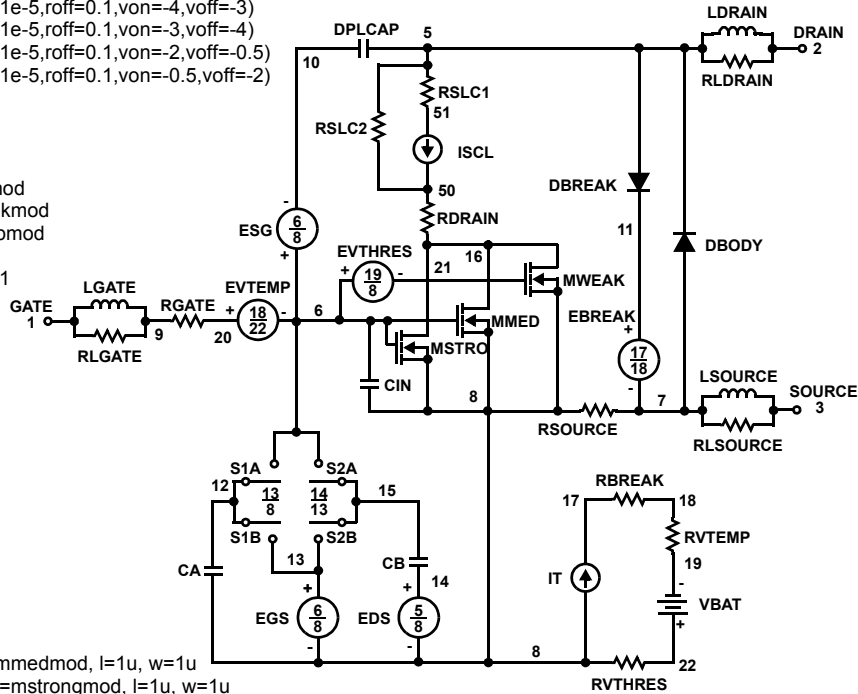 1e-5,roff=0.1,von=-4,voff=-3)
1e-5,roff=0.1,von=-3,voff=-4)
1e-5,roff=0.1,von=-2,voff=-0.5)
1e-5,roff=0.1,von=-0.5,voff=-2)
LDRAIN
DPLCAP
5
DRAIN
2
10
RLDRAIN
RSLC1
51
RSLC2
ISCL
50
RDRAIN
DBREAK
11
DBODY
kmod
ESG
-
6
8
+
EVTHRES
+
19
8
-
21
16
MWEAK
1
LGATE
GATE
1
RLGATE
9
RGATE
20
EVTEMP
+
18
22
-
6
MMED
MSTRO
EBREAK
+
17
18
-
CIN
8
RSOURCE
7
LSOURCE
SOURCE
3
RLSOURCE
S1A
S2A
12
13
8
14
13
15
S1B
S2B
13
CA
CB
14
+
+
EGS
6
8
-
EDS
5
8
-
RBREAK
17
18
RVTEMP
19
IT
-
VBAT
+
8
22
RVTHRES
mmedmod, l=1u, w=1u
=mstrongmod, l=1u, w=1u